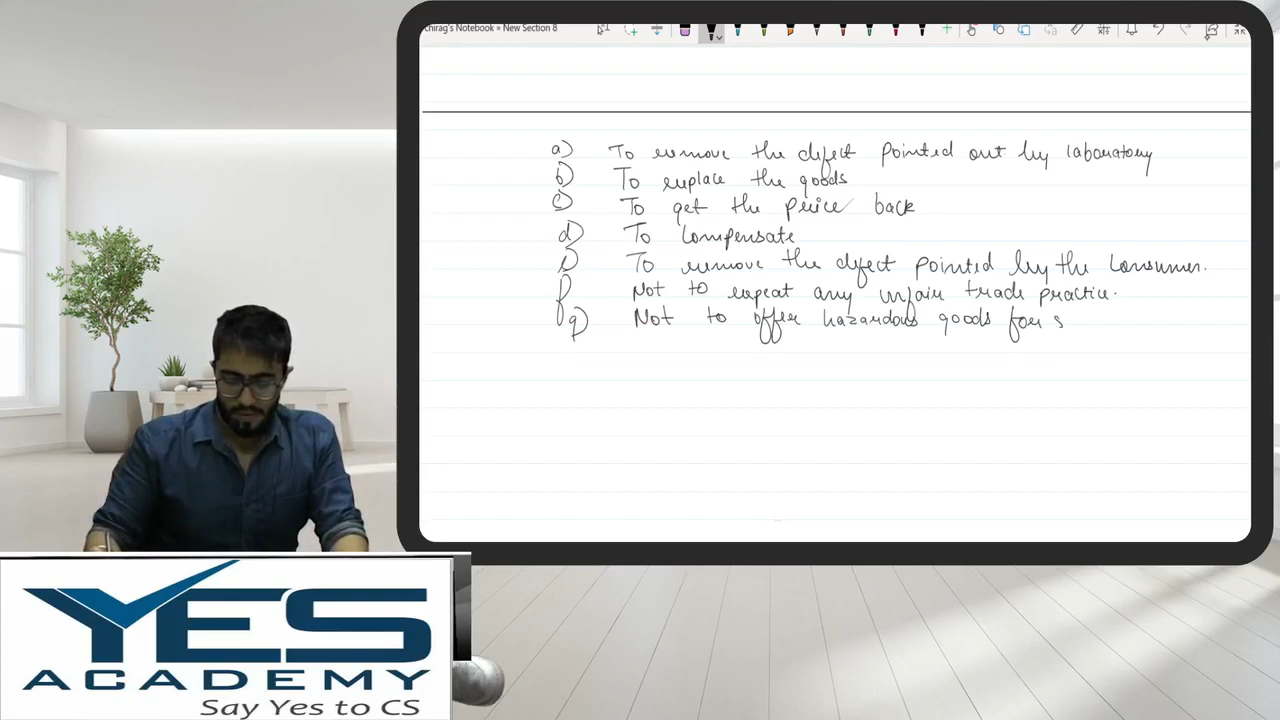 chirag's Notebook » New Section 8
a) To remove the defect pointed out by laboratory
b) To replace the goods
c) To get the price back
d) To compensate
e) To remove the defect pointed by the consumer.
f) Not to repeat any unfair trade practice.
g) Not to offer hazardous goods for s
YES
ACADEMY
Say Yes to CS